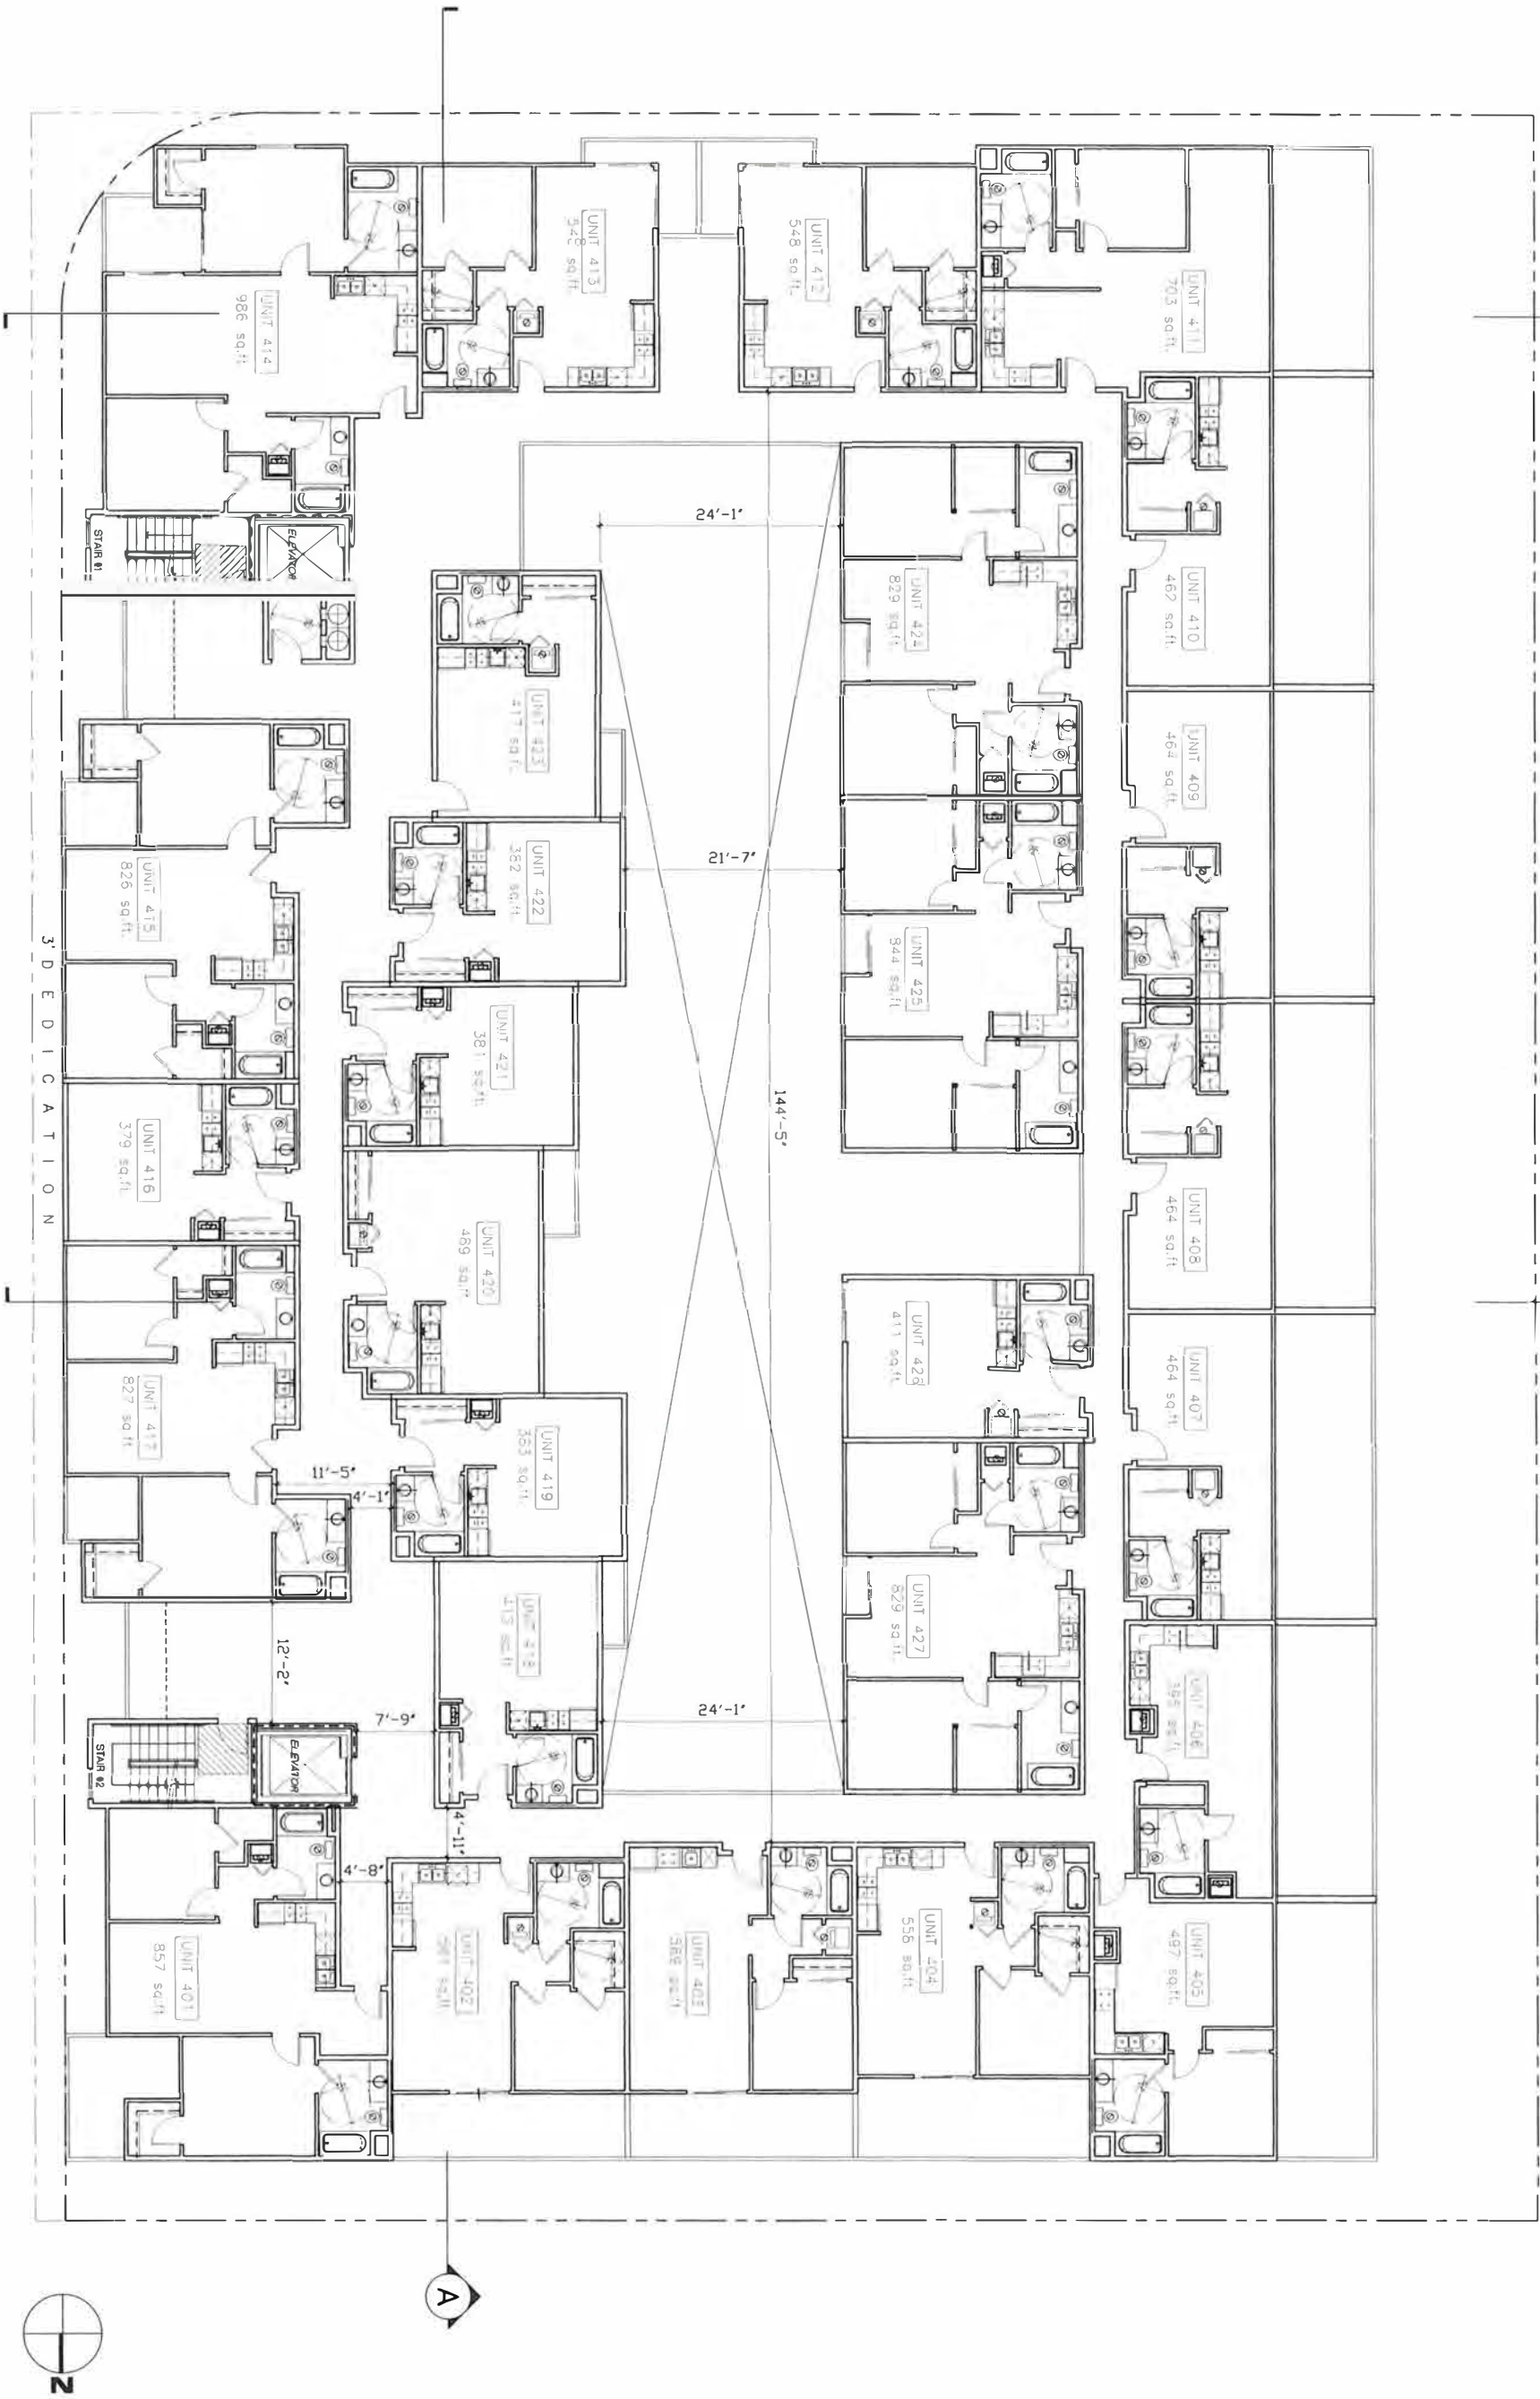 UNIT 413
UNIT 412
548 sq.ft.
UNIT 411
703 sq.ft.
UNIT 414
986 sq.ft.
STAIR #1
ELEVATOR
24'-1"
UNIT 424
829 sq.ft.
UNIT 410
462 sq.ft.
UNIT 423
417 sq.ft.
UNIT 409
464 sq.ft.
UNIT 415
826 sq.ft.
UNIT 422
382 sq.ft.
21'-7"
UNIT 425
844 sq.ft.
3' DEDICATION
UNIT 421
381 sq.ft.
144'-5"
UNIT 416
379 sq.ft.
UNIT 408
464 sq.ft.
UNIT 420
489 sq.ft.
UNIT 426
411 sq.ft.
UNIT 407
464 sq.ft.
UNIT 417
827 sq.ft.
11'-5"
4'-1"
UNIT 419
383 sq.ft.
UNIT 418
UNIT 427
829 sq.ft.
12'-2"
UNIT 406
7'-9"
24'-1"
STAIR #2
ELEVATOR
4'-11"
4'-8"
UNIT 401
857 sq.ft.
UNIT 402
UNIT 403
UNIT 404
558 sq.ft.
UNIT 405
497 sq.ft.
A
N